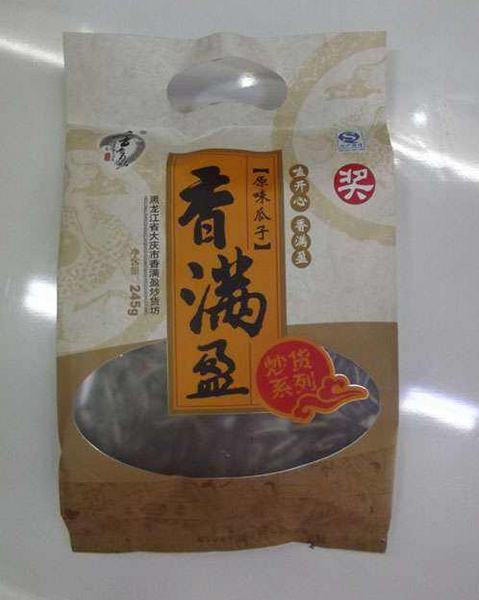 香满盈
【原味瓜子】
嗑开心 香满盈
奖
黑龙江省大庆市香满盈炒货坊
净含量: 245g
炒货
系列